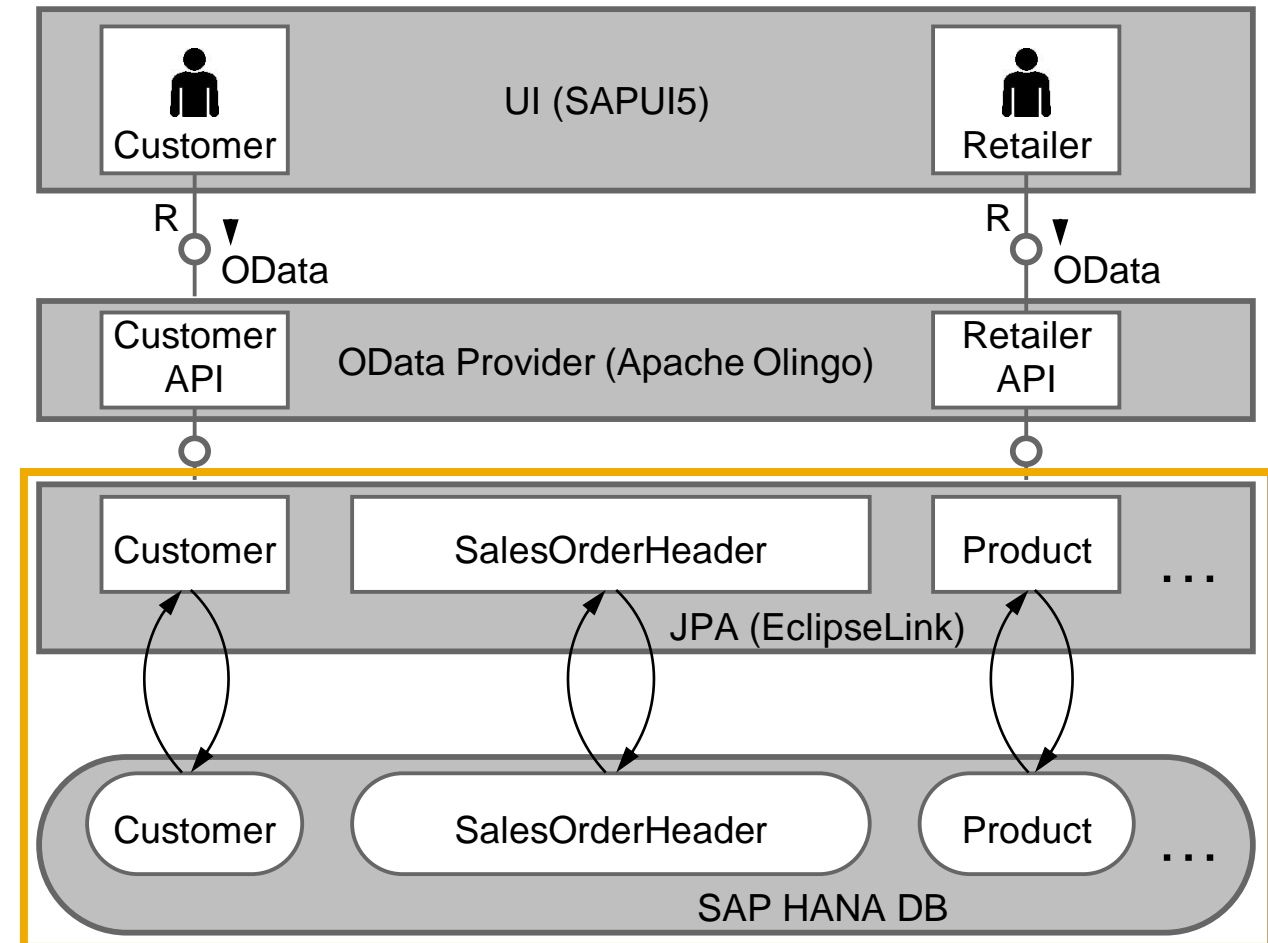 UI (SAPUI5)
Customer
Retailer
R
OData
R
OData
Customer
API
OData Provider (Apache Olingo)
Retailer
API
Customer
SalesOrderHeader
Product
...
JPA (EclipseLink)
Customer
SalesOrderHeader
Product
...
SAP HANA DB